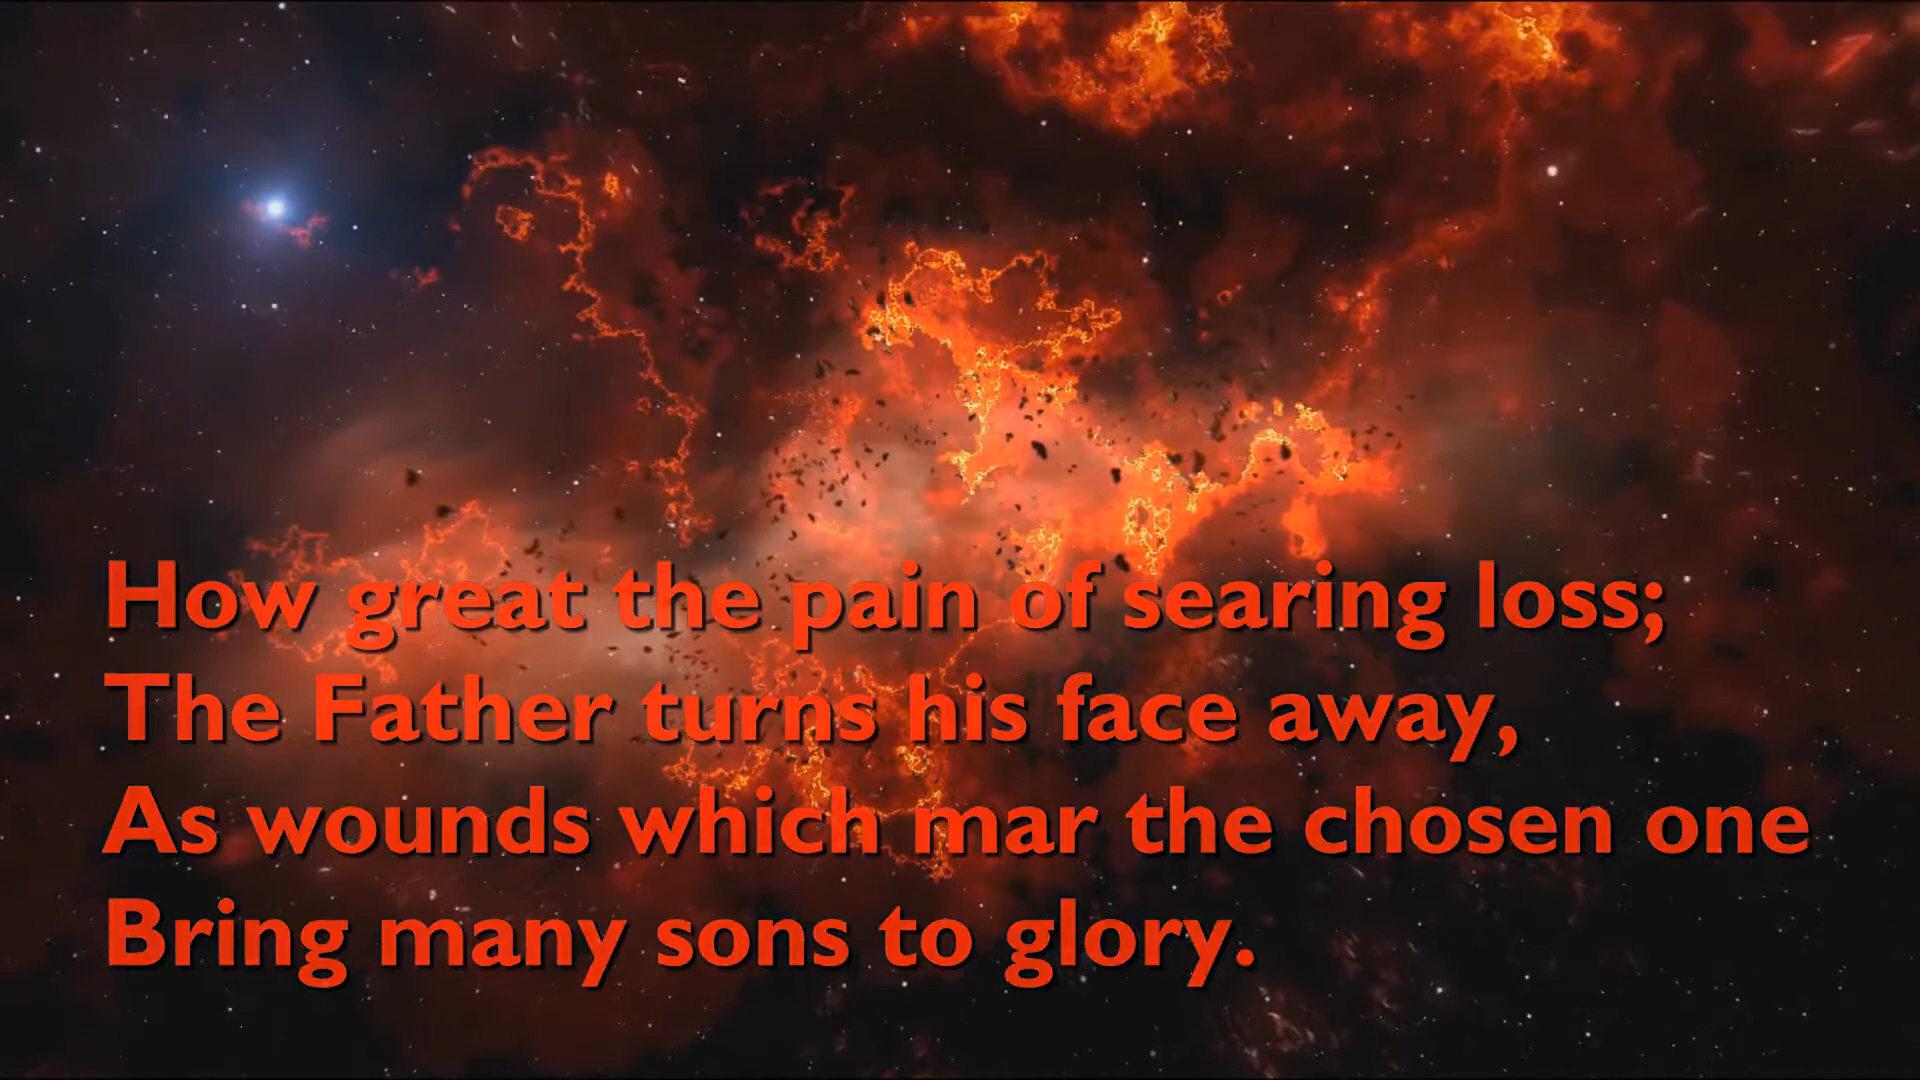 How great the pain of searing loss;
The Father turns his face away,
As wounds which mar the chosen one
Bring many sons to glory.